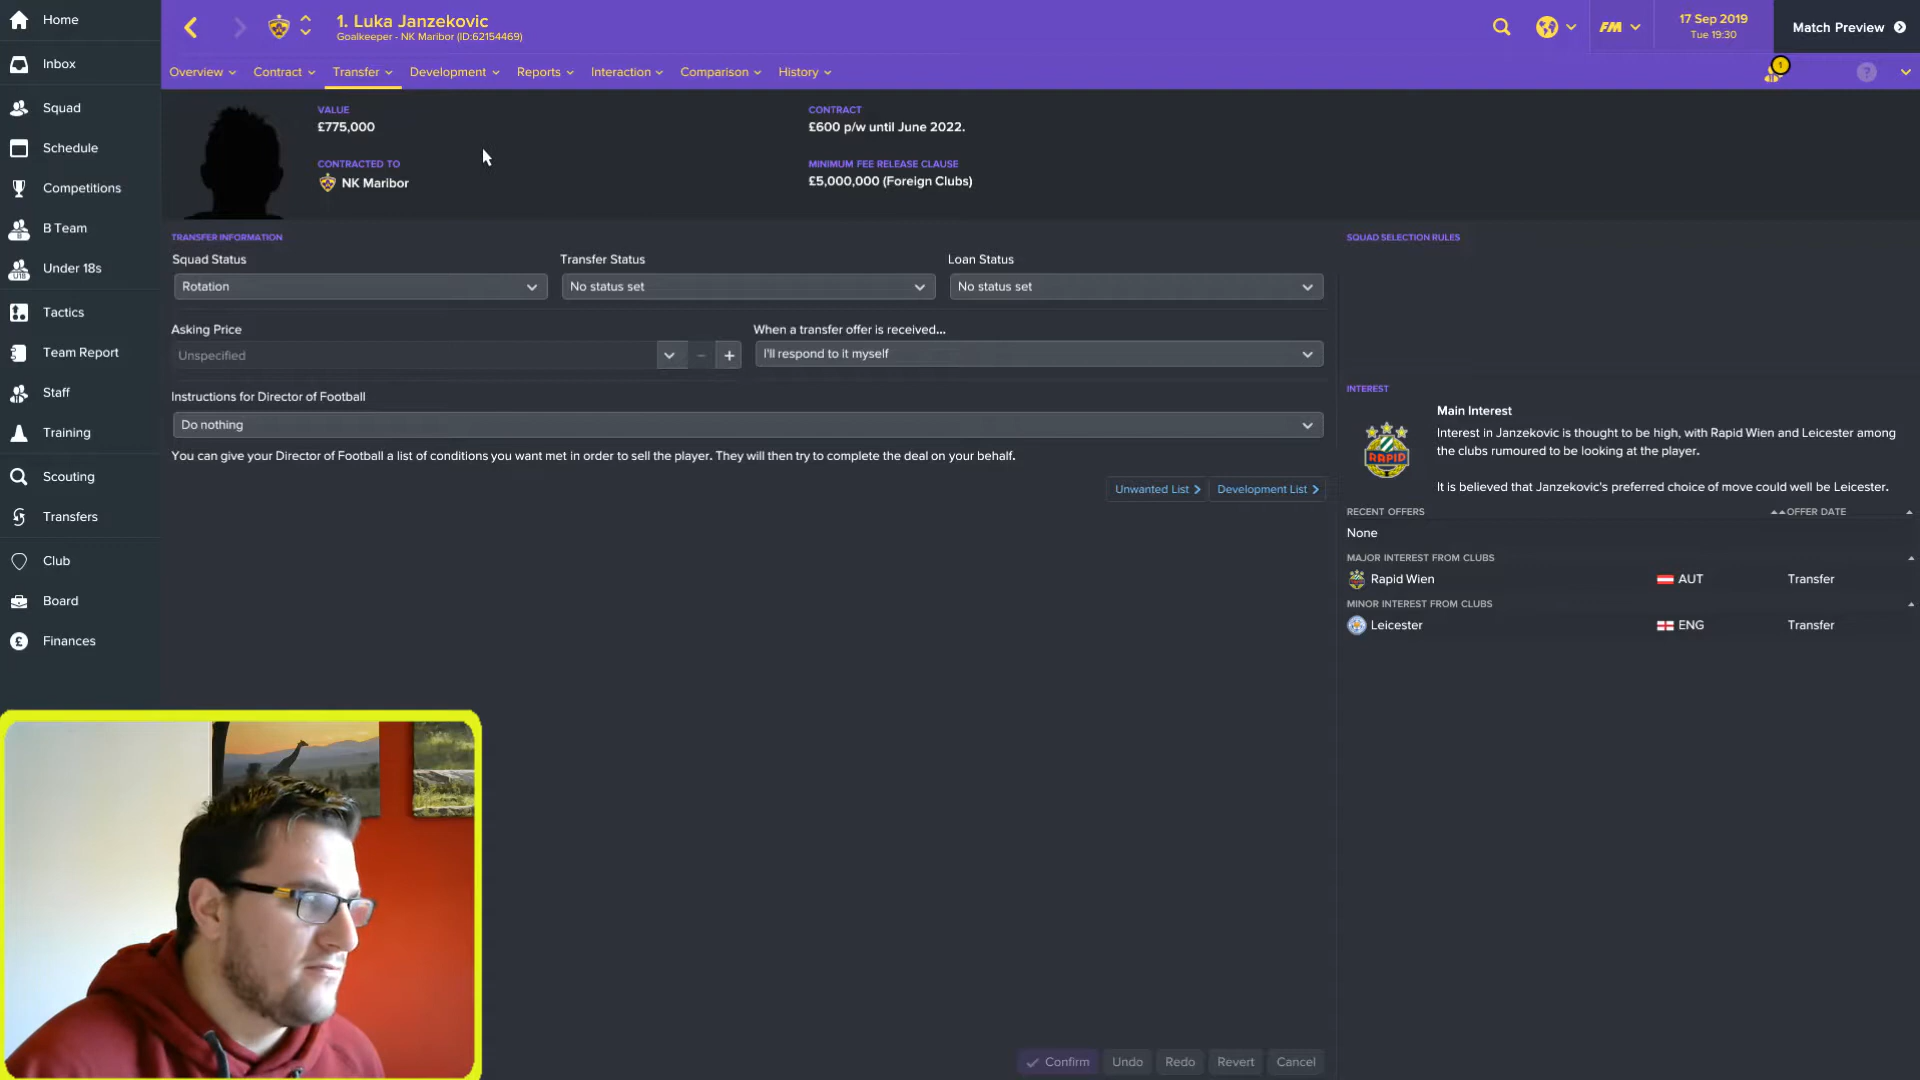 Home
Inbox
Squad
Schedule
Competitions
B Team
Under 18s
Tactics
Team Report
Staff
Training
Scouting
Transfers
Club
Board
Finances
1. Luka Janzekovic
Goalkeeper - NK Maribor (ID:62154469)
FM
17 Sep 2019
Tue 19:30
Match Preview
Overview
Contract
Transfer
Development
Reports
Interaction
Comparison
History
1
?
VALUE
£775,000
CONTRACTED TO
NK Maribor
CONTRACT
£600 p/w until June 2022.
MINIMUM FEE RELEASE CLAUSE
£5,000,000 (Foreign Clubs)
TRANSFER INFORMATION
Squad Status
Rotation
Transfer Status
No status set
Loan Status
No status set
Asking Price
Unspecified
When a transfer offer is received...
I'll respond to it myself
Instructions for Director of Football
Do nothing
You can give your Director of Football a list of conditions you want met in order to sell the player. They will then try to complete the deal on your behalf.
Unwanted List
Development List
SQUAD SELECTION RULES
INTEREST
RAPID
Main Interest
Interest in Janzekovic is thought to be high, with Rapid Wien and Leicester among
the clubs rumoured to be looking at the player.
It is believed that Janzekovic's preferred choice of move could well be Leicester.
RECENT OFFERS
OFFER DATE
None
MAJOR INTEREST FROM CLUBS
Rapid Wien
AUT
Transfer
MINOR INTEREST FROM CLUBS
Leicester
ENG
Transfer
Confirm
Undo
Redo
Revert
Cancel